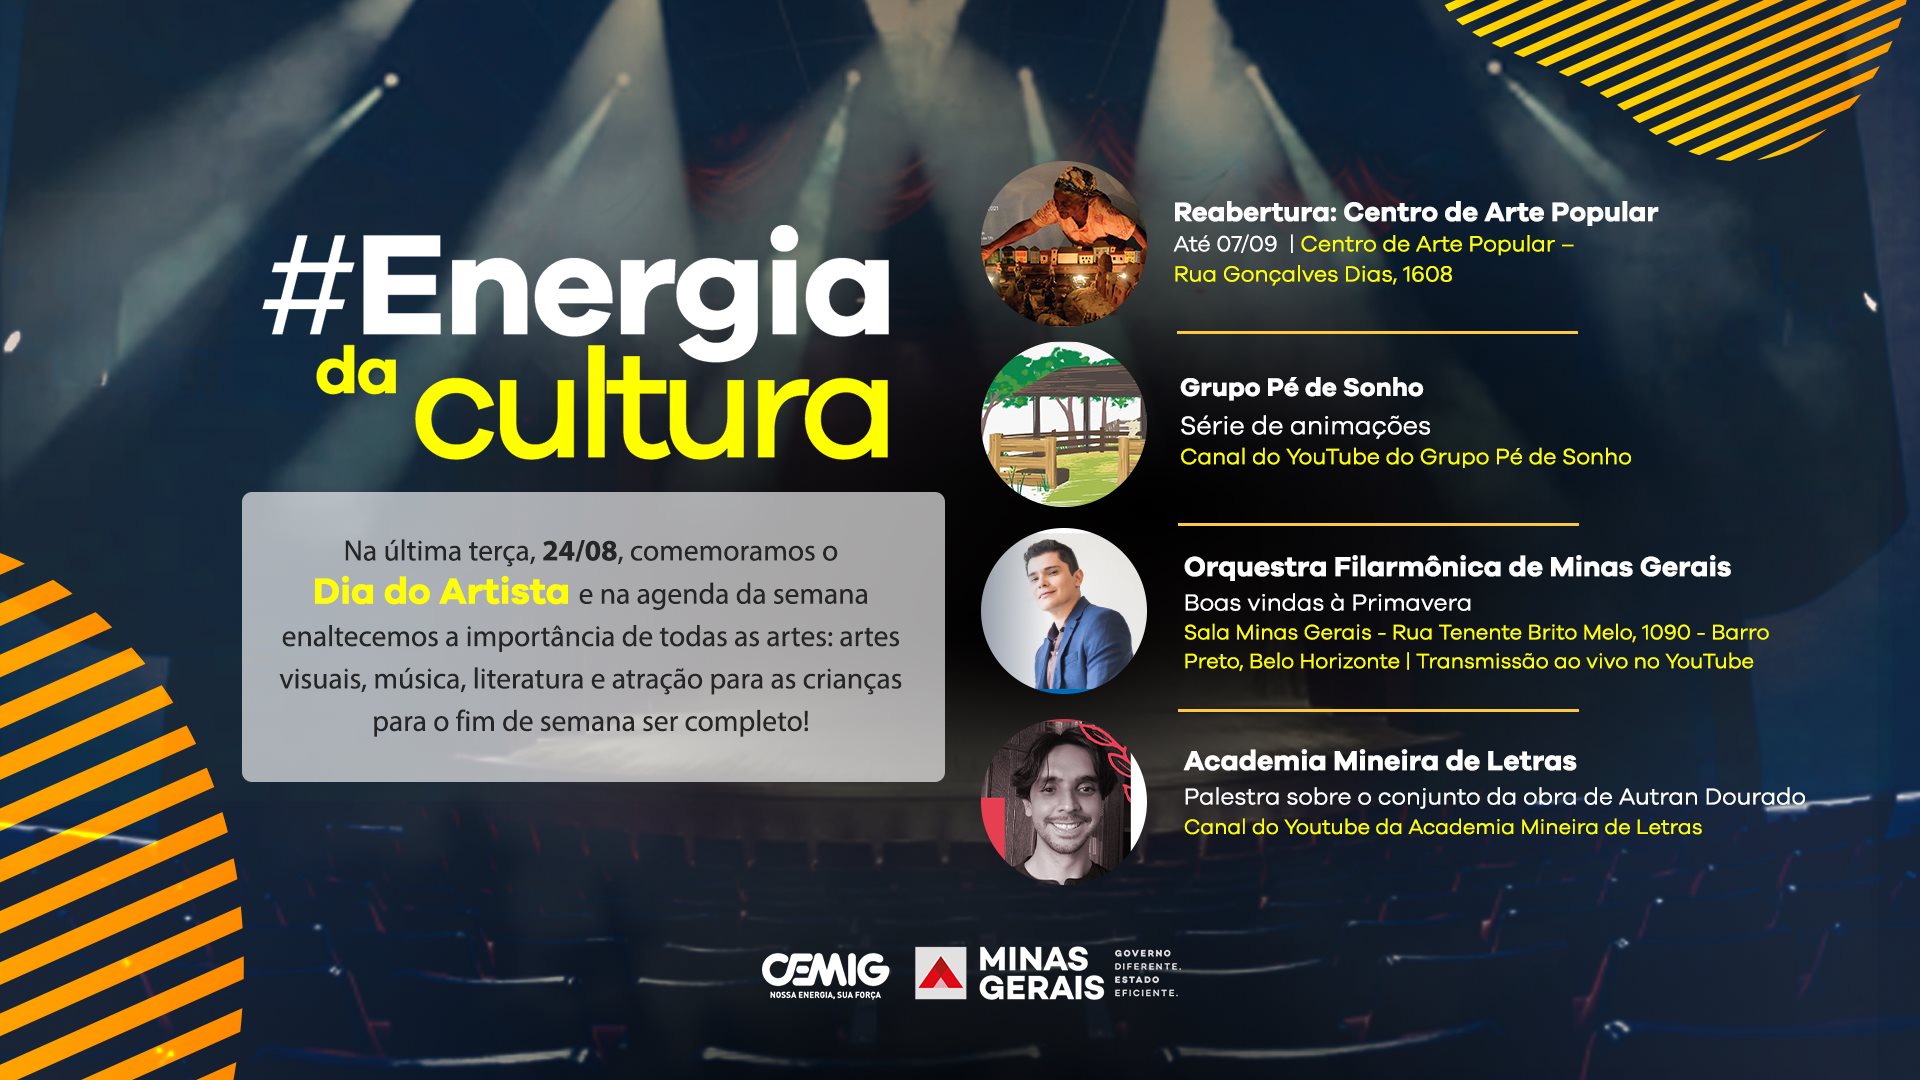 #Energia
da cultura
Na última terça, 24/08, comemoramos o
Dia do Artista e na agenda da semana
enaltecemos a importância de todas as artes: artes
visuais, música, literatura e atração para as crianças
para o fim de semana ser completo!
Reabertura: Centro de Arte Popular
Até 07/09 | Centro de Arte Popular –
Rua Gonçalves Dias, 1608
Grupo Pé de Sonho
Série de animações
Canal do YouTube do Grupo Pé de Sonho
Orquestra Filarmônica de Minas Gerais
Boas vindas à Primavera
Sala Minas Gerais - Rua Tenente Brito Melo, 1090 - Barro
Preto, Belo Horizonte | Transmissão ao vivo no YouTube
Academia Mineira de Letras
Palestra sobre o conjunto da obra de Autran Dourado
Canal do Youtube da Academia Mineira de Letras
CEMIG
NOSSA ENERGIA, SUA FORÇA
MINAS
GERAIS
GOVERNO
DIFERENTE.
ESTADO
EFICIENTE.